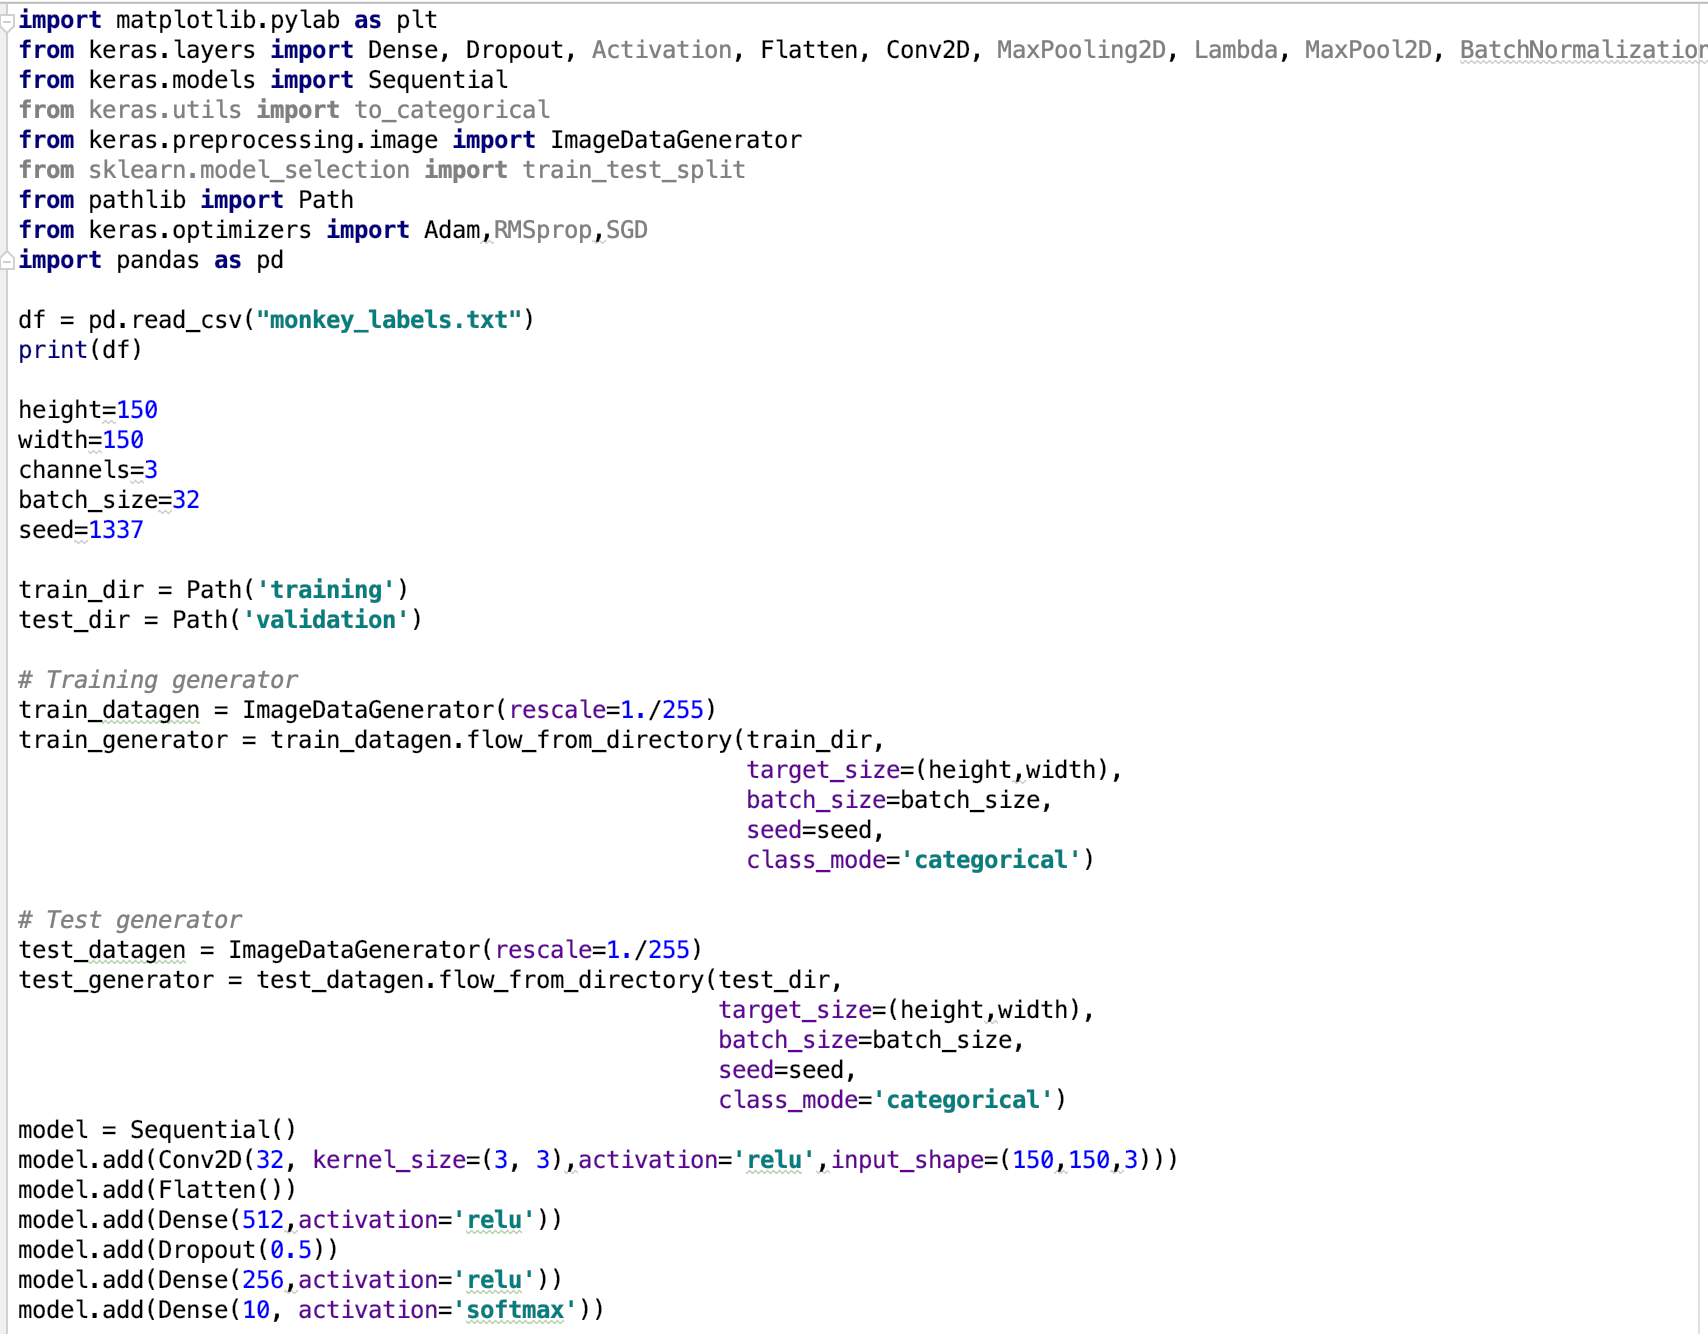 import matplotlib.pylab as plt
from keras.layers import Dense, Dropout, Activation, Flatten, Conv2D, MaxPooling2D, Lambda, MaxPool2D, BatchNormalization
from keras.models import Sequential
from keras.utils import to_categorical
from keras.preprocessing.image import ImageDataGenerator
from sklearn.model_selection import train_test_split
from pathlib import Path
from keras.optimizers import Adam,RMSprop,SGD
import pandas as pd

df = pd.read_csv("monkey_labels.txt")
print(df)

height=150
width=150
channels=3
batch_size=32
seed=1337

train_dir = Path('training')
test_dir = Path('validation')

# Training generator
train_datagen = ImageDataGenerator(rescale=1./255)
train_generator = train_datagen.flow_from_directory(train_dir,
                                                    target_size=(height,width),
                                                    batch_size=batch_size,
                                                    seed=seed,
                                                    class_mode='categorical')

# Test generator
test_datagen = ImageDataGenerator(rescale=1./255)
test_generator = test_datagen.flow_from_directory(test_dir,
                                                  target_size=(height,width),
                                                  batch_size=batch_size,
                                                  seed=seed,
                                                  class_mode='categorical')
model = Sequential()
model.add(Conv2D(32, kernel_size=(3, 3),activation='relu',input_shape=(150,150,3)))
model.add(Flatten())
model.add(Dense(512,activation='relu'))
model.add(Dropout(0.5))
model.add(Dense(256,activation='relu'))
model.add(Dense(10, activation='softmax'))